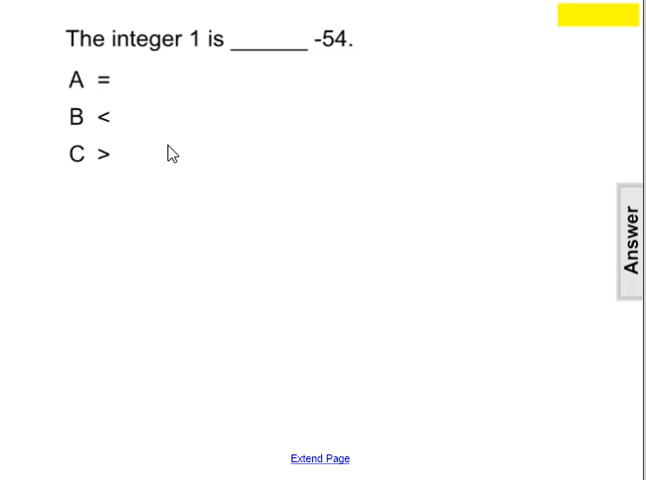 The integer 1 is ______ -54.
A =
B <
C >
Answer
Extend Page